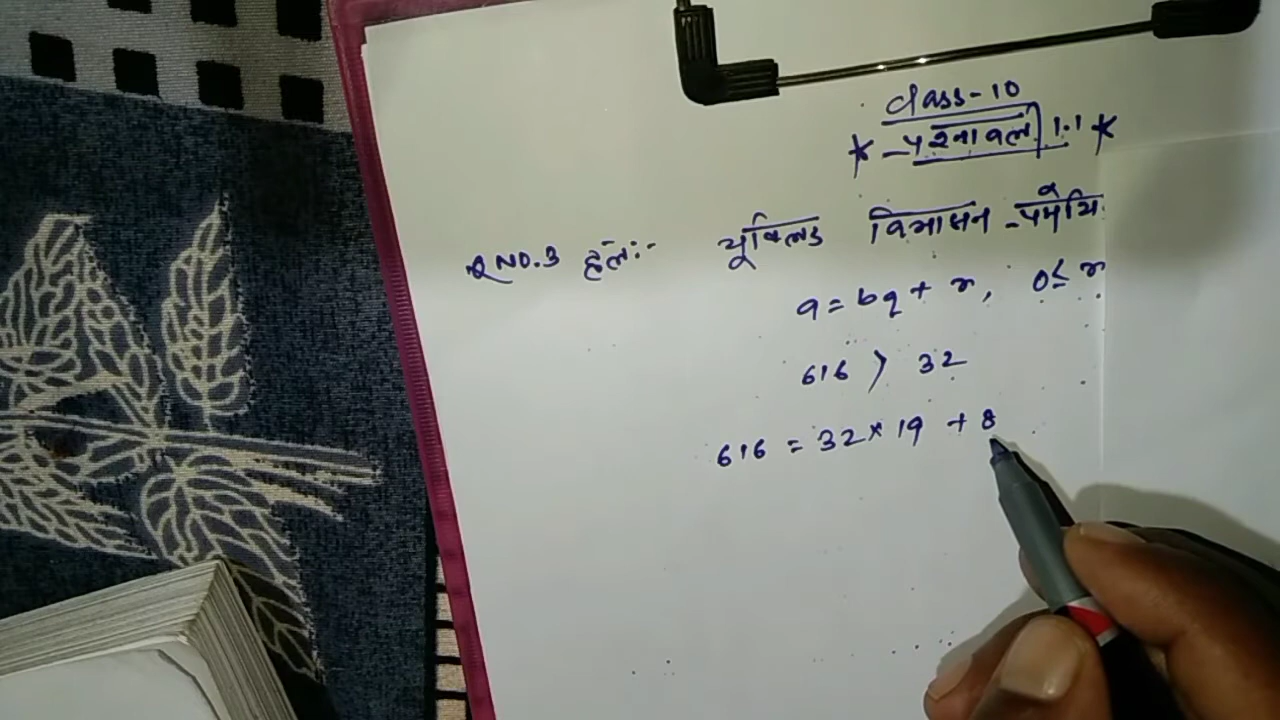 Class-10
* प्रश्नावली 1.1 *
Q NO.3 हलः- यूक्लिड विभाजन प्रमेय
a = bq + r, 0 ≤ r
616 > 32
616 = 32 * 19 + 8